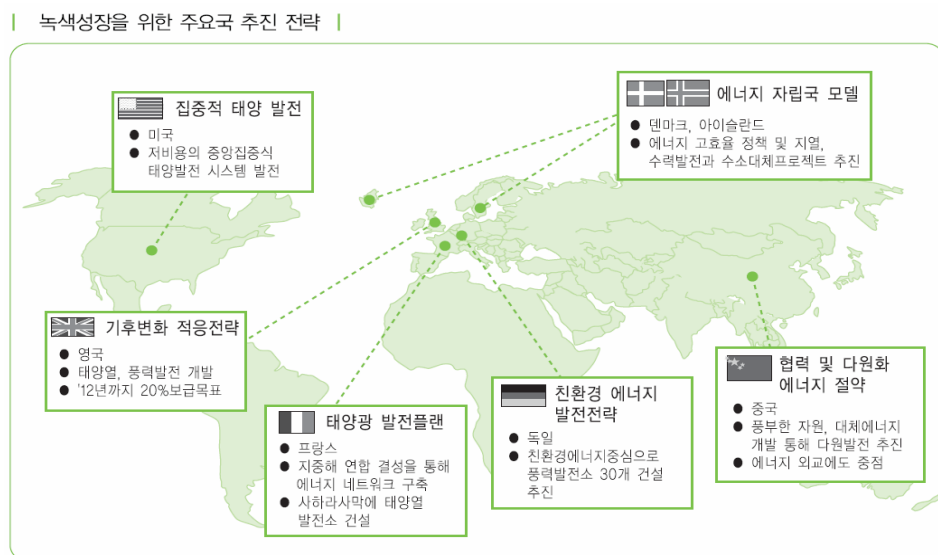 녹색성장을 위한 주요국 추진 전략
집중적 태양 발전
● 미국
● 저비용의 중앙집중식
태양발전 시스템 발전
에너지 자립국 모델
● 덴마크, 아이슬란드
● 에너지 고효율 정책 및 지열,
수력발전과 수소대체프로젝트 추진
기후변화 적응전략
● 영국
● 태양열, 풍력발전 개발
● '12년까지 20%보급목표
태양광 발전플랜
● 프랑스
● 지중해 연합 결성을 통해
에너지 네트워크 구축
● 사하라사막에 태양열
발전소 건설
친환경 에너지
발전전략
● 독일
● 친환경에너지중심으로
풍력발전소 30개 건설
추진
협력 및 다원화
에너지 절약
● 중국
● 풍부한 자원, 대체에너지
개발 통해 다원발전 추진
● 에너지 외교에도 중점